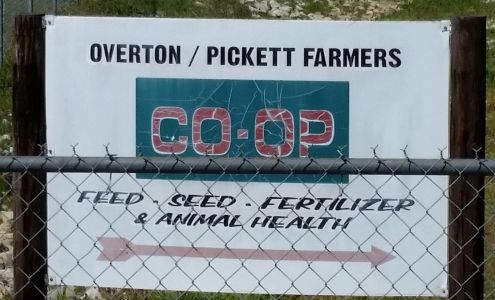 OVERTON / PICKETT FARMERS
CO-OP
FEED - SEED - FERTILIZER
& ANIMAL HEALTH